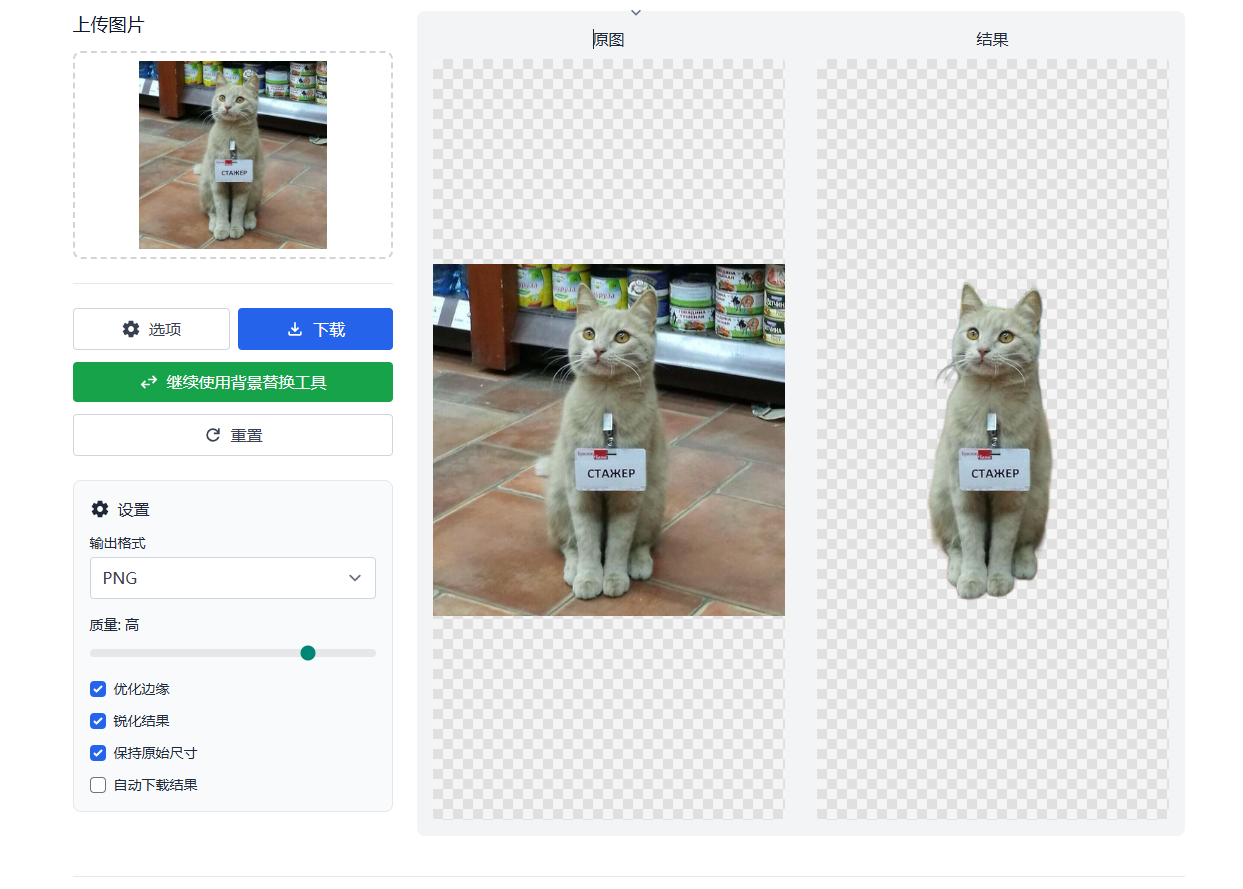 上传图片
СТАЖЕР
选项
下载
继续使用背景替换工具
重置
设置
输出格式
PNG
质量: 高
优化边缘
锐化结果
保持原始尺寸
自动下载结果
原图
结果
СТАЖЕР
СТАЖЕР